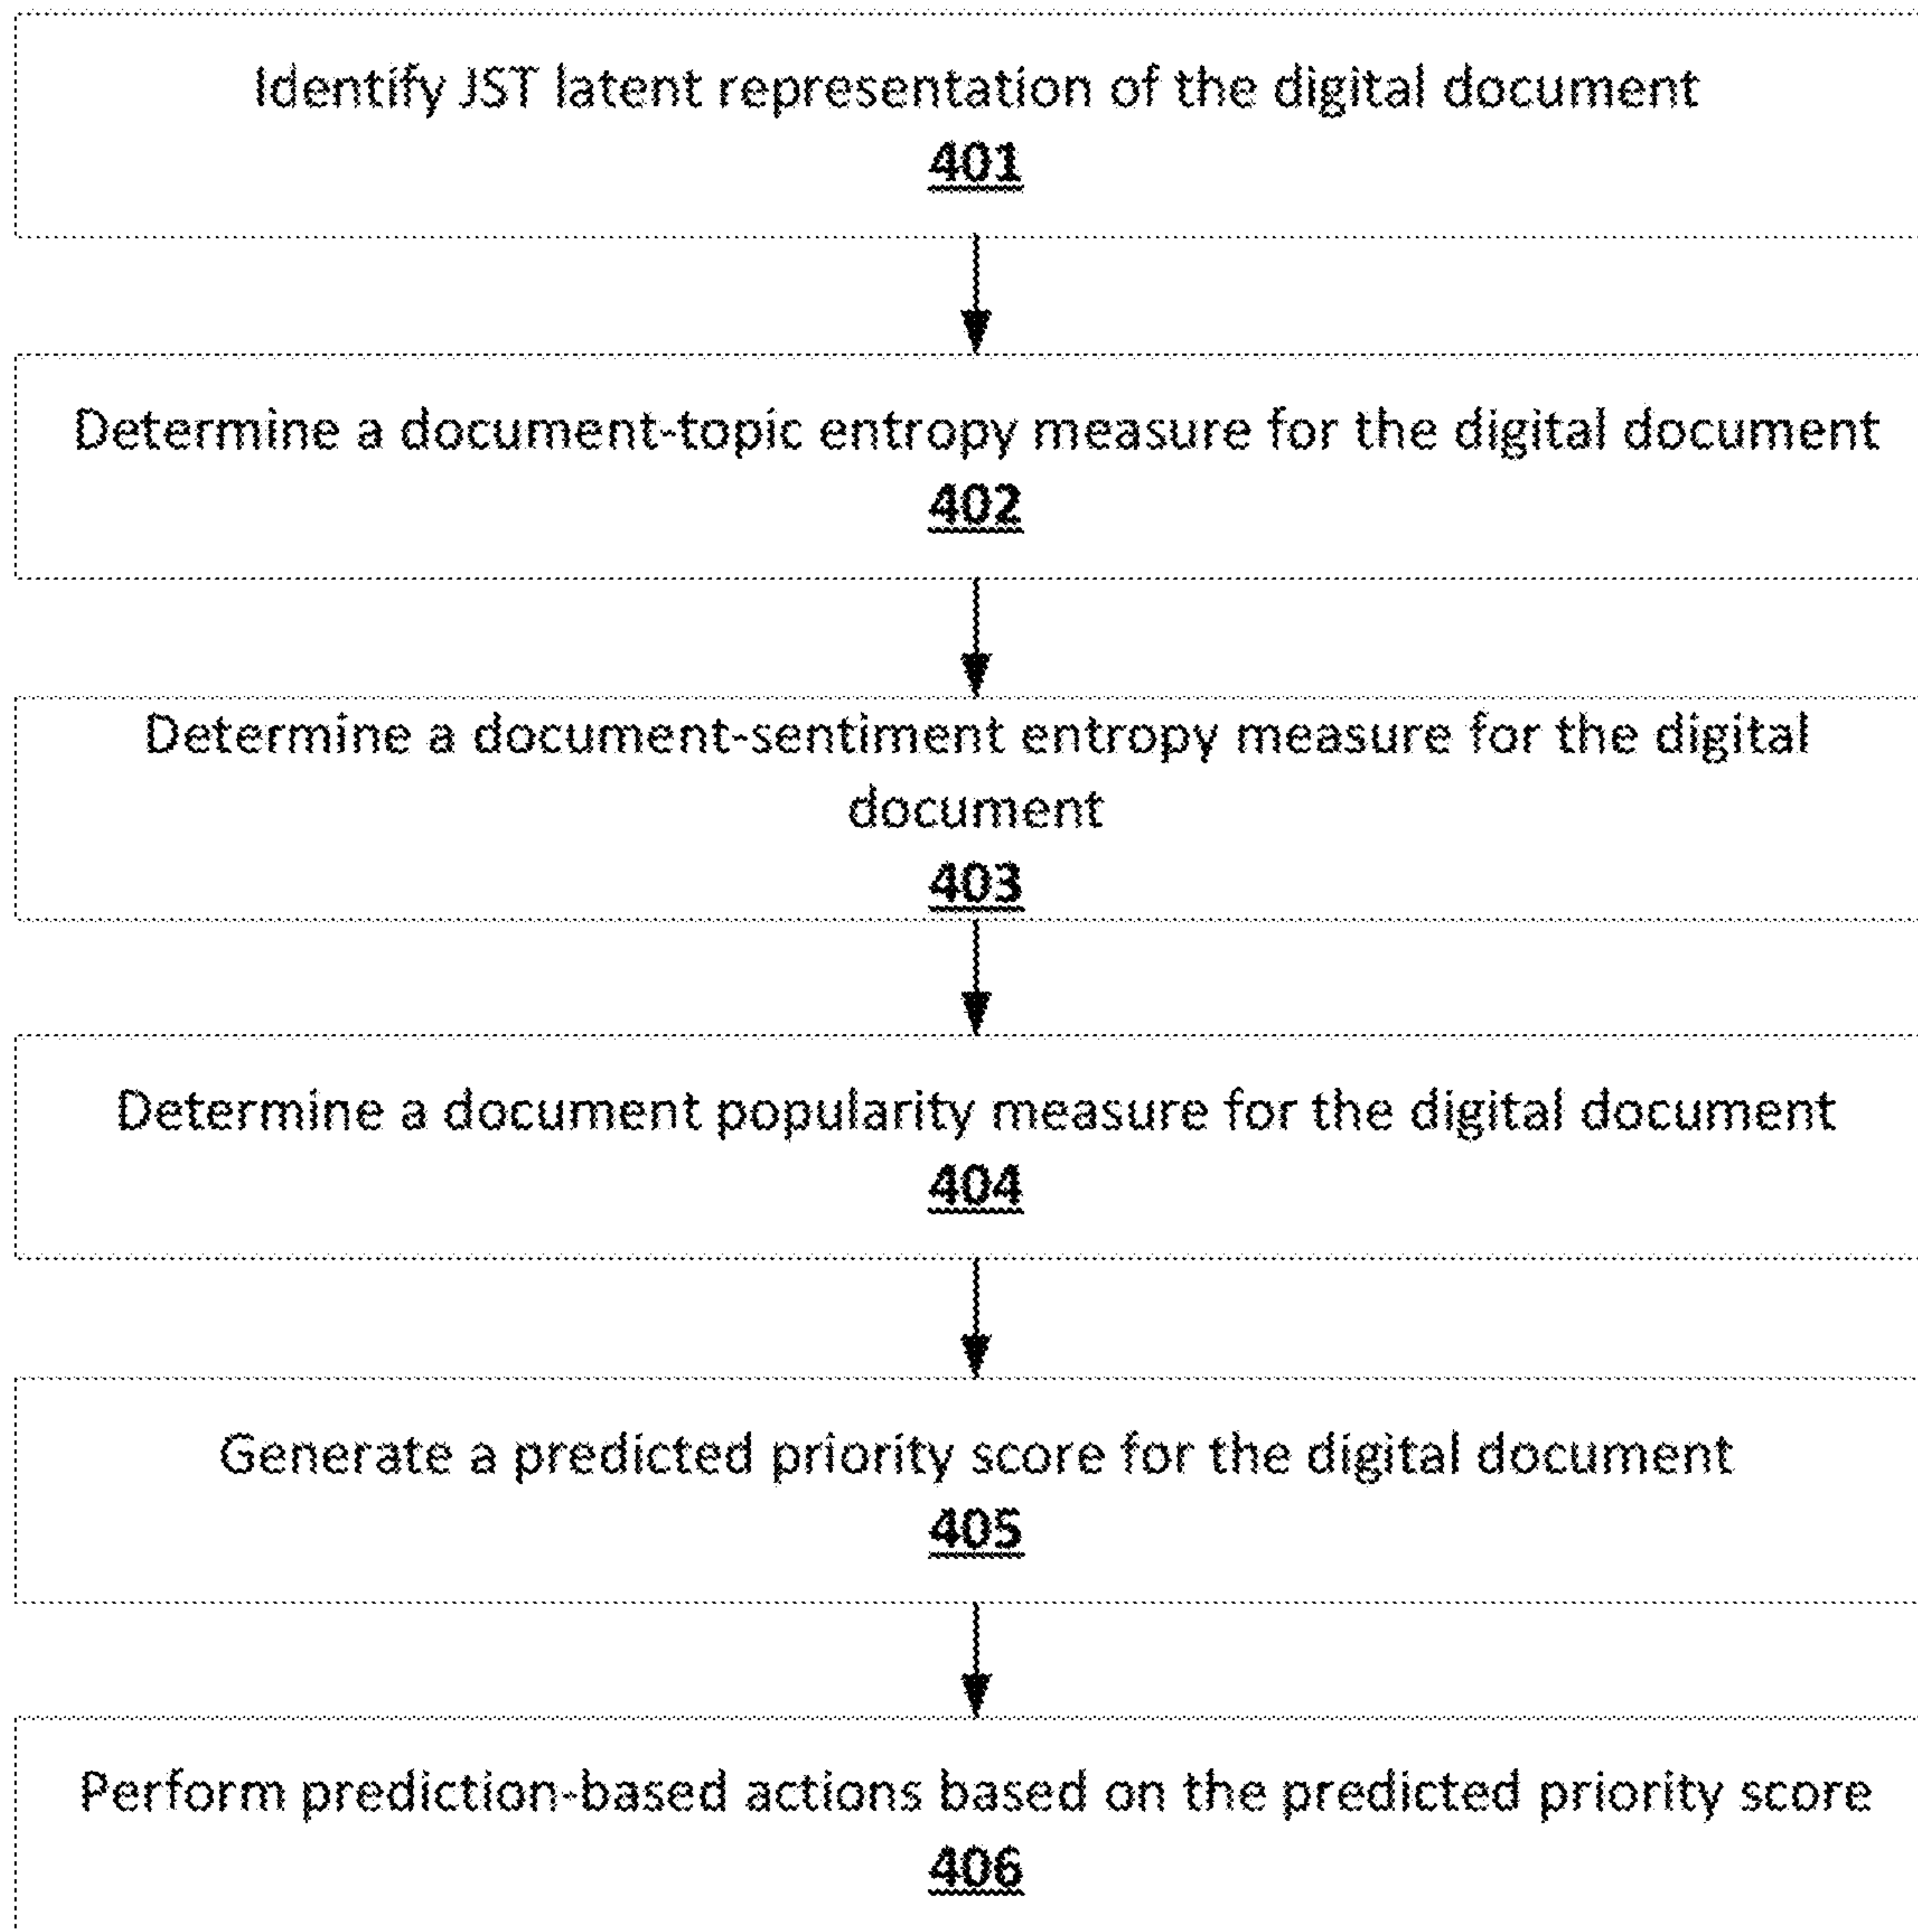 Identify JST latent representation of the digital document
401
Determine a document-topic entropy measure for the digital document
402
Determine a document-sentiment entropy measure for the digital
document
403
Determine a document popularity measure for the digital document
404
Generate a predicted priority score for the digital document
405
Perform prediction-based actions based on the predicted priority score
406